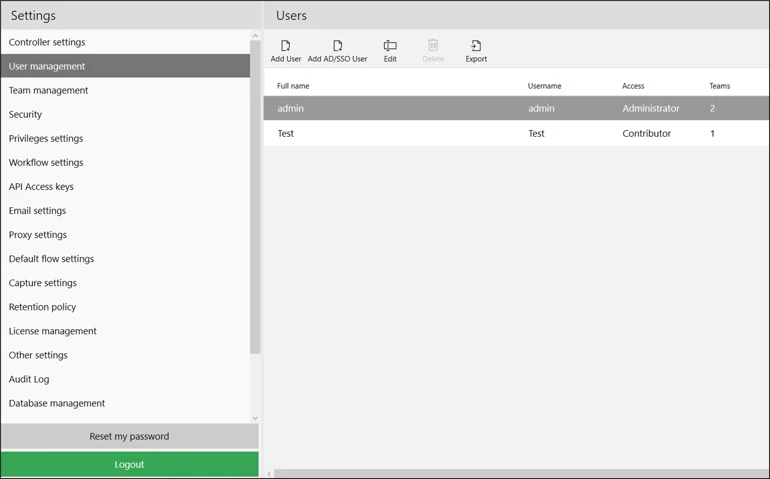 Settings
Controller settings
User management
Team management
Security
Privileges settings
Workflow settings
API Access keys
Email settings
Proxy settings
Default flow settings
Capture settings
Retention policy
License management
Other settings
Audit Log
Database management
Reset my password
Logout
Users
Add User Add AD/SSO User Edit Delete Export
Full name Username Access Teams
admin admin Administrator 2
Test Test Contributor 1